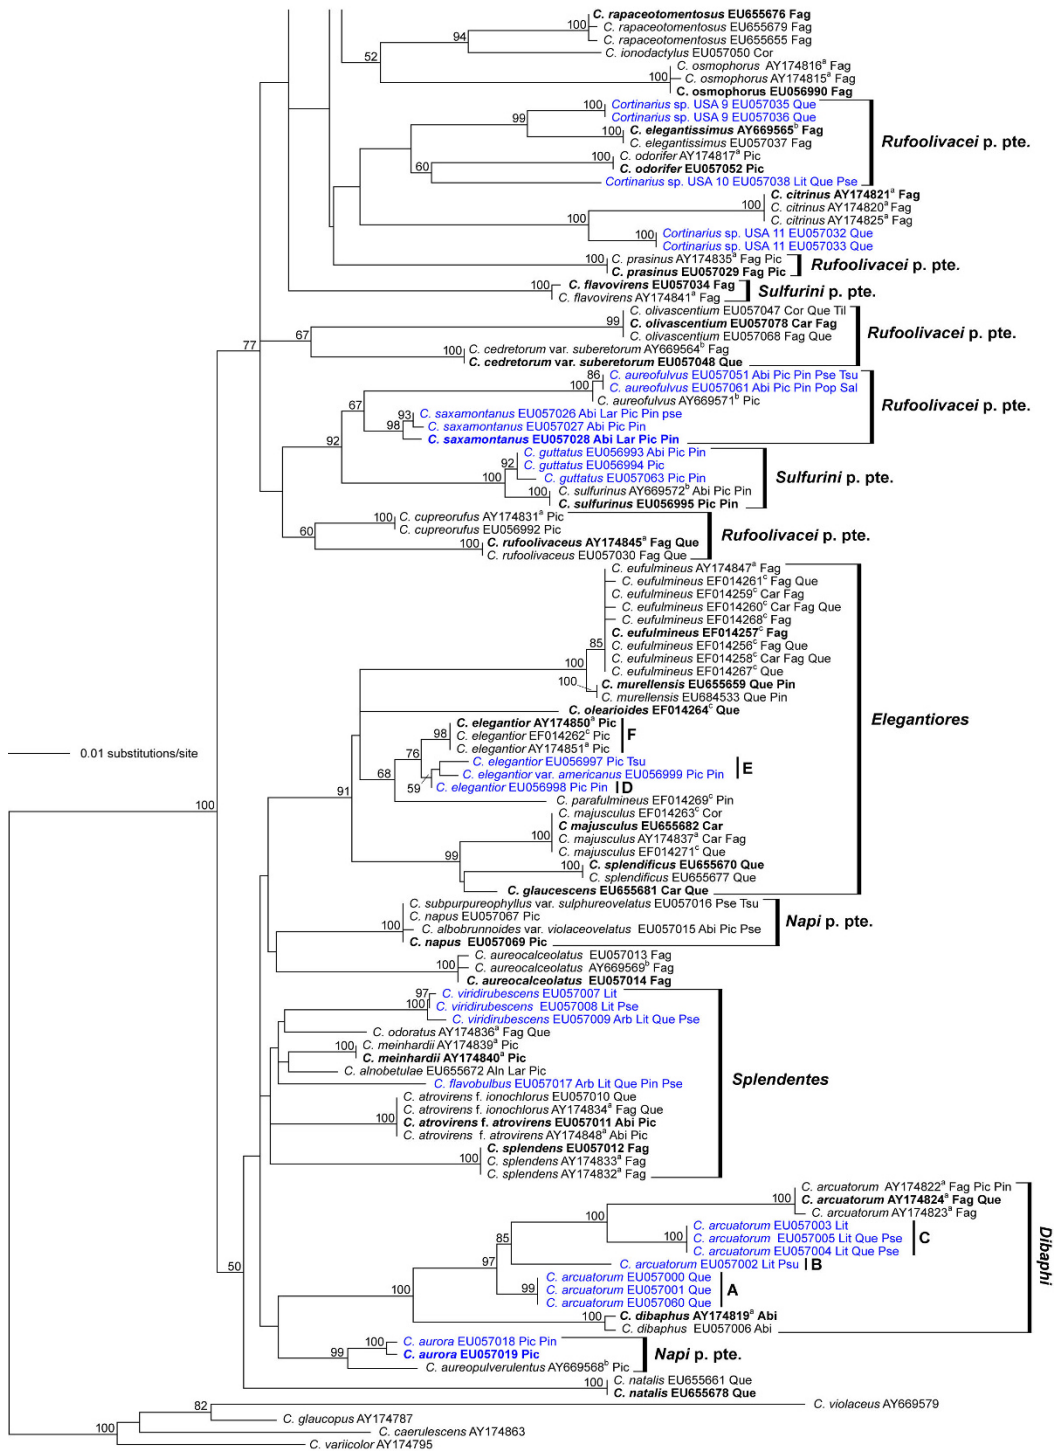 C. rapaceotomentosus EU655676 Fag
C. rapaceotomentosus EU655679 Fag
94
C. rapaceotomentosus EU655655 Fag
100
C. ionodactylus EU057050 Cor
52
C. osmophorus AY174816a Fag
C. osmophorus AY174815a Fag
100
C. osmophorus EU056990 Fag
Cortinarius sp. USA 9 EU057035 Que
100
Cortinarius sp. USA 9 EU057036 Que
99
C. elegantissimus AY669565b Fag
100
C. elegantissimus EU057037 Fag
Rufoolivacei p. pte.
C. odorifer AY174817a Pic
100
C. odorifer EU057052 Pic
60
Cortinarius sp. USA 10 EU057038 Lit Que Pse
C. citrinus AY174821a Fag
C. citrinus AY174820a Fag
100
C. citrinus AY174825a Fag
100
Cortinarius sp. USA 11 EU057032 Que
100
Cortinarius sp. USA 11 EU057033 Que
C. prasinus AY174835a Fag Pic
100
C. prasinus EU057029 Fag Pic
Rufoolivacei p. pte.
C. flavovirens EU057034 Fag
100
C. flavovirens AY174841a Fag
Sulfurini p. pte.
C. olivascentium EU057047 Cor Que Til
99
C. olivascentium EU057078 Car Fag
C. olivascentium EU057068 Fag Que
Rufoolivacei p. pte.
67
77
C. cedretorum var. suberetorum AY669564b Fag
100
C. cedretorum var. suberetorum EU057048 Que
C. aureofulvus EU057051 Abi Pic Pin Pse Tsu
86
C. aureofulvus EU057061 Abi Pic Pin Pop Sal
100
C. aureofulvus AY669571b Pic
67
Rufoolivacei p. pte.
C. saxamontanus EU057026 Abi Lar Pic Pin pse
93
C. saxamontanus EU057027 Abi Pic Pin
98
C. saxamontanus EU057028 Abi Lar Pic Pin
92
C. guttatus EU056993 Abi Pic Pin
92
C. guttatus EU056994 Pic
C. guttatus EU057063 Pic Pin
100
Sulfurini p. pte.
C. sulfurinus AY669572b Abi Pic Pin
100
C. sulfurinus EU056995 Pic Pin
C. cupreorufus AY174831a Pic
100
C. cupreorufus EU056992 Pic
60
Rufoolivacei p. pte.
C. rufoolivaceus AY174845a Fag Que
100
C. rufoolivaceus EU057030 Fag Que
C. eufulmineus AY174847a Fag
C. eufulmineus EF014261c Fag Que
C. eufulmineus EF014259c Car Fag
C. eufulmineus EF014260c Car Fag Que
C. eufulmineus EF014268c Fag
C. eufulmineus EF014257c Fag
85
C. eufulmineus EF014256c Fag Que
C. eufulmineus EF014258c Car Fag Que
C. eufulmineus EF014267c Que
100
C. murellensis EU655659 Que Pin
100
C. murellensis EU684533 Que Pin
C. olearioides EF014264c Que
Elegantiores
C. elegantior AY174850a Pic
98
C. elegantior EF014262c Pic
F
C. elegantior AY174851a Pic
76
C. elegantior EU056997 Pic Tsu
E
C. elegantior var. americanus EU056999 Pic Pin
68
59
C. elegantior EU056998 Pic Pin
D
0.01 substitutions/site
91
C. parafulmineus EF014269c Pin
100
C. majusculus EF014263c Cor
C. majusculus EU655682 Car
100
C. majusculus AY174837a Car Fag
C. majusculus EF014271c Que
99
C. splendificus EU655670 Que
100
C. splendificus EU655677 Que
C. glaucescens EU655681 Car Que
C. subpurpureophyllus var. sulphureovelatus EU057016 Pse Tsu
C. napus EU057067 Pic
100
C. albobrunnoides var. violaceovelatus EU057015 Abi Pic Pse
C. napus EU057069 Pic
Napi p. pte.
C. aureocalceolatus EU057013 Fag
100
C. aureocalceolatus AY669569b Fag
C. aureocalceolatus EU057014 Fag
97
C. viridirubescens EU057007 Lit
100
C. viridirubescens EU057008 Lit Pse
C. viridirubescens EU057009 Arb Lit Que Pse
C. odoratus AY174836a Fag Que
C. meinhardii AY174839a Pic
100
C. meinhardii AY174840a Pic
C. alnobetulae EU655672 Aln Lar Pic
C. flavobulbus EU057017 Arb Lit Que Pin Pse
Splendentes
C. atrovirens f. ionochlorus EU057010 Que
C. atrovirens f. ionochlorus AY174834a Fag Que
100
C. atrovirens f. atrovirens EU057011 Abi Pic
C. atrovirens f. atrovirens AY174848a Abi Pic
C. splendens EU057012 Fag
100
C. splendens AY174833a Fag
C. splendens AY174832a Fag
C. arcuatorum AY174822a Fag Pic Pin
100
C. arcuatorum AY174824a Fag Que
C. arcuatorum AY174823a Fag
100
C. arcuatorum EU057003 Lit
100
C. arcuatorum EU057005 Lit Que Pse
C
C. arcuatorum EU057004 Lit Que Pse
85
97
C. arcuatorum EU057002 Lit Psu
B
C. arcuatorum EU057000 Que
99
C. arcuatorum EU057001 Que
A
C. arcuatorum EU057060 Que
50
100
Dibaphi
C. dibaphus AY174819a Abi
100
C. dibaphus EU057006 Abi
100
C. aurora EU057018 Pic Pin
99
C. aurora EU057019 Pic
C. aureopulverulentus AY669568b Pic
Napi p. pte.
C. natalis EU655661 Que
100
C. natalis EU655678 Que
82
C. violaceus AY669579
C. glaucopus AY174787
100
C. caerulescens AY174863
C. variicolor AY174795